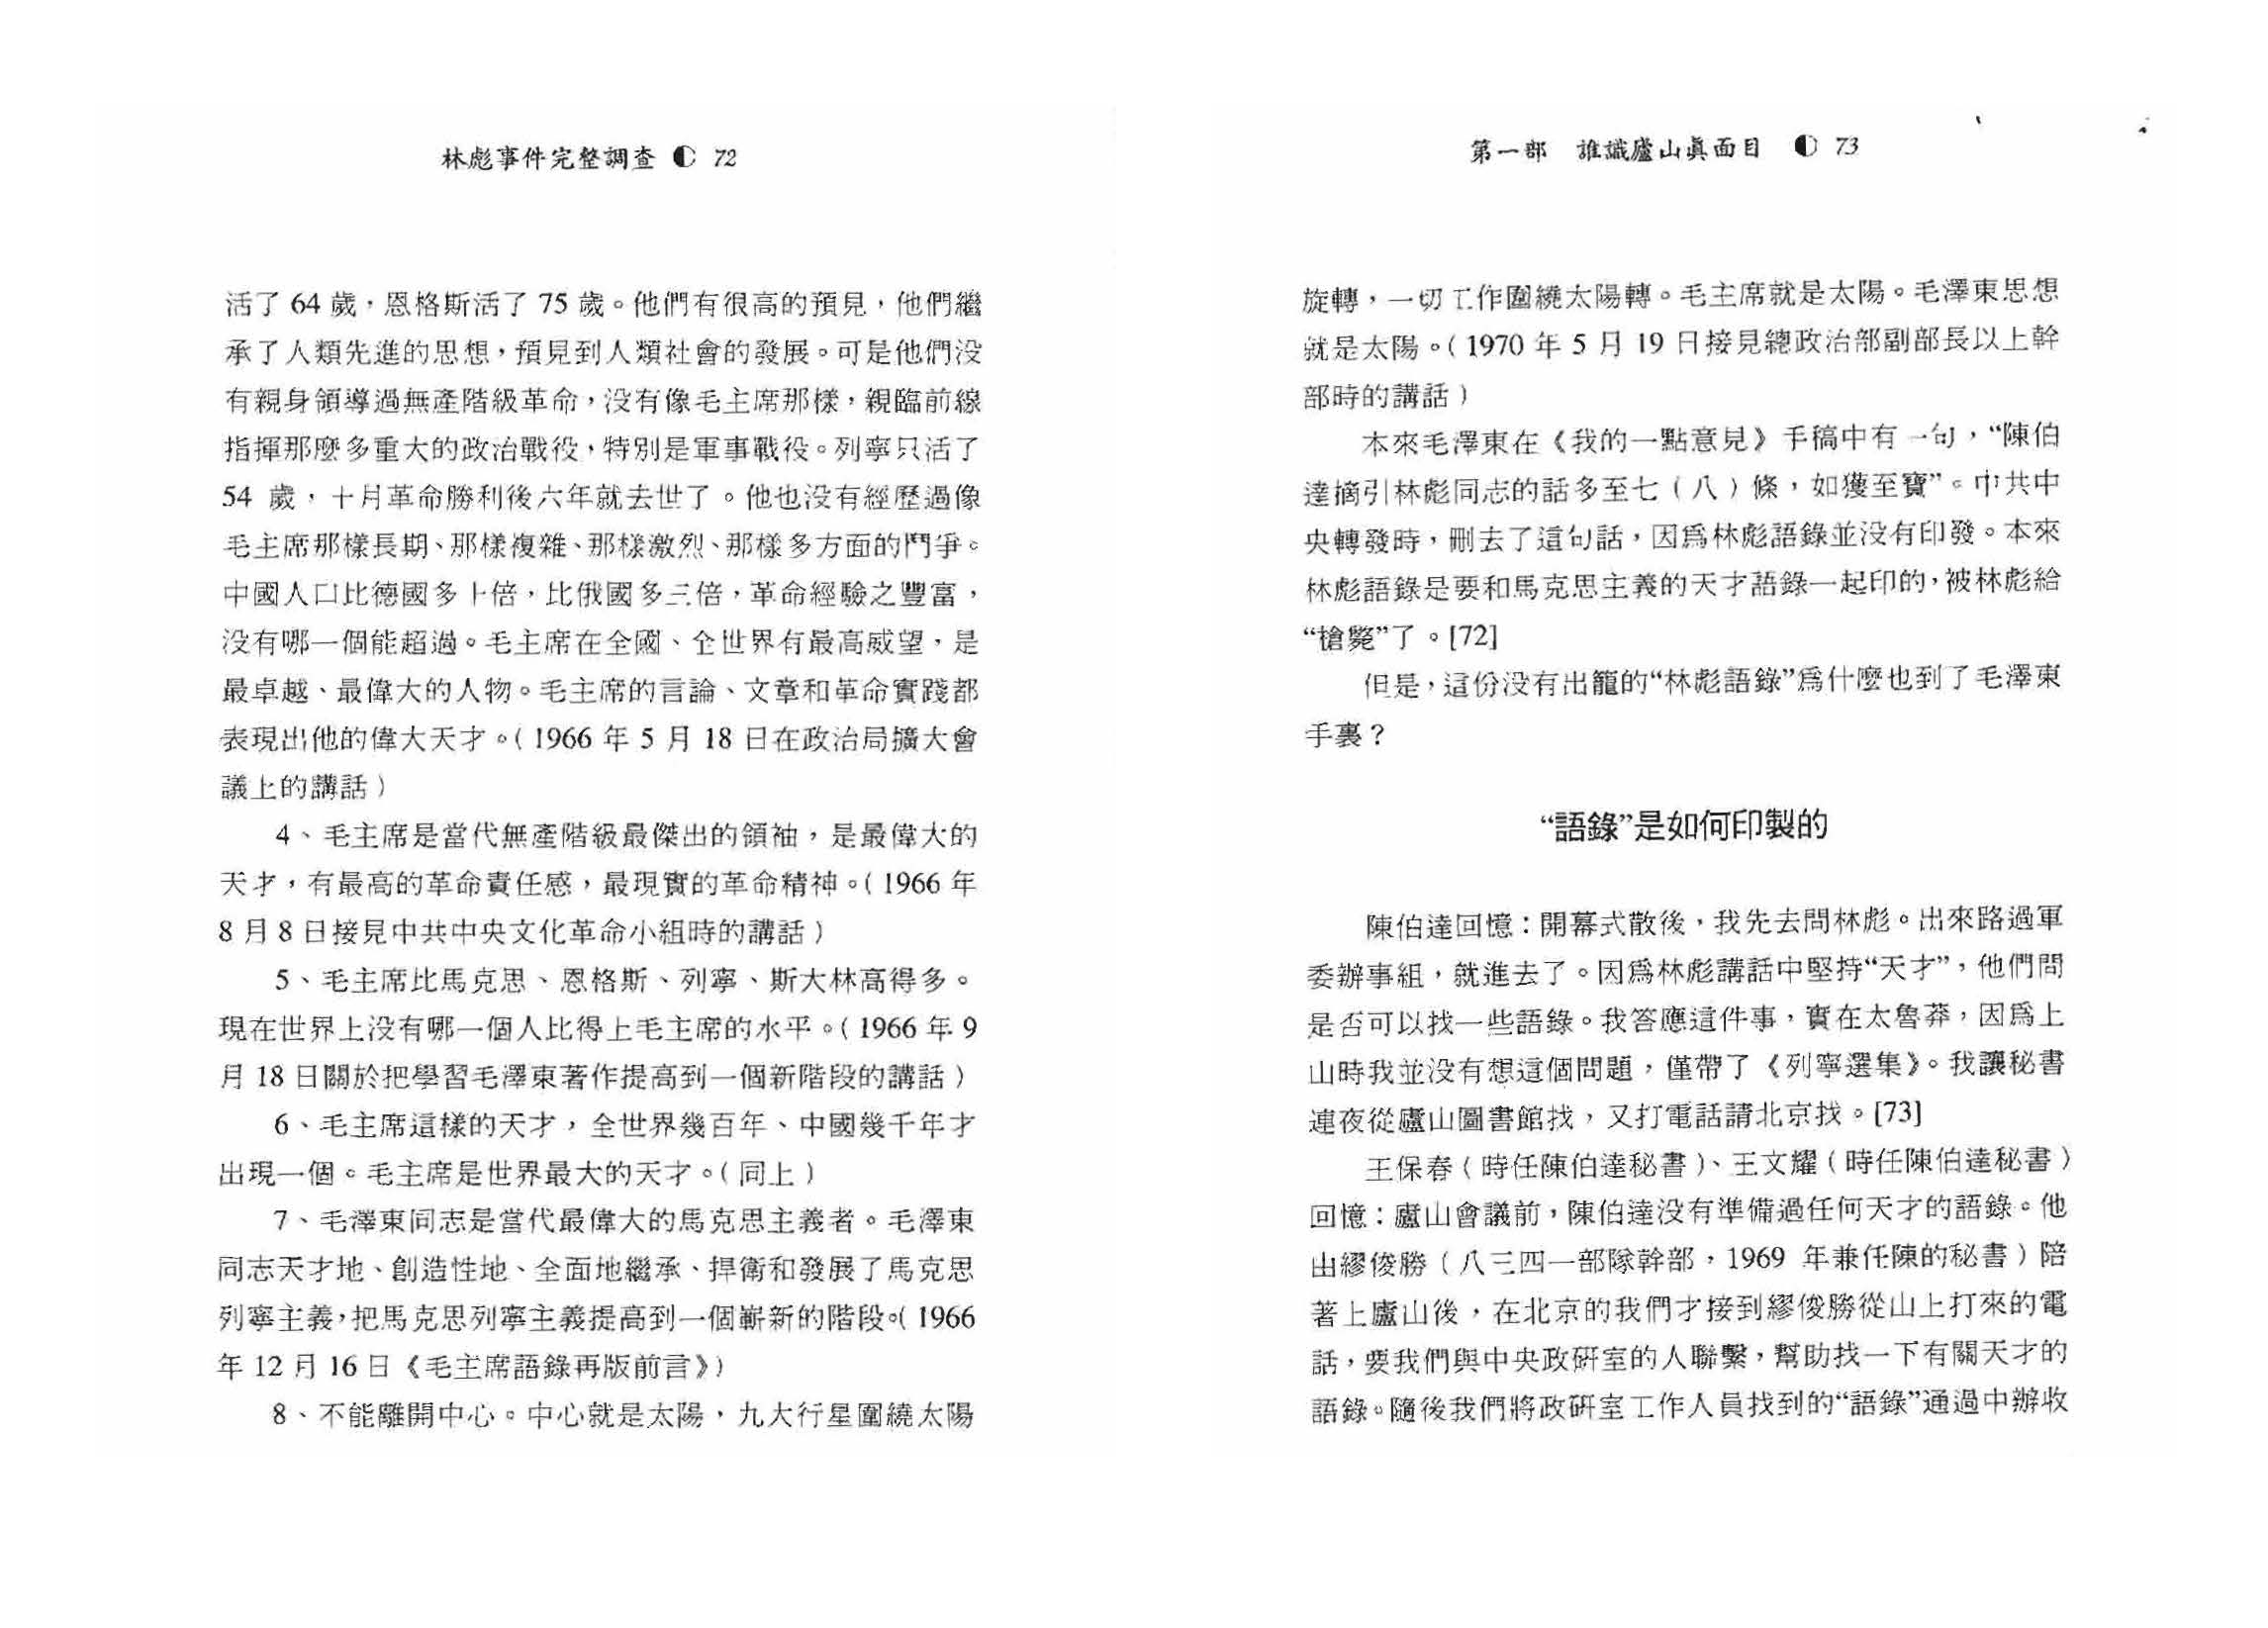 林彪事件完整調查 ◐ 72
活了 64 歲，恩格斯活了 75 歲。他們有很高的預見，他們繼
承了人類先進的思想，預見到人類社會的發展。可是他們没
有親身領導過無產階級革命，没有像毛主席那樣，親臨前線
指揮那麽多重大的政治戰役，特別是軍事戰役。列寧只活了
54 歲，十月革命勝利後六年就去世了。他也没有經歷過像
毛主席那樣長期、那樣複雜、那樣激烈、那樣多方面的鬥爭。
中國人口比德國多十倍，比俄國多三倍，革命經驗之豐富，
没有哪一個能超過。毛主席在全國、全世界有最高威望，是
最卓越、最偉大的人物。毛主席的言論、文章和革命實踐都
表現出他的偉大天才。（1966 年 5 月 18 日在政治局擴大會
議上的講話）
4、毛主席是當代無產階級最傑出的領袖，是最偉大的
天才，有最高的革命責任感，最現實的革命精神。（1966 年
8 月 8 日接見中共中央文化革命小組時的講話）
5、毛主席比馬克思、恩格斯、列寧、斯大林高得多。
現在世界上没有哪一個人比得上毛主席的水平。（1966 年 9
月 18 日關於把學習毛澤東著作提高到一個新階段的講話）
6、毛主席這樣的天才，全世界幾百年、中國幾千年才
出現一個。毛主席是世界最大的天才。（同上）
7、毛澤東同志是當代最偉大的馬克思主義者。毛澤東
同志天才地、創造性地、全面地繼承、捍衛和發展了馬克思
列寧主義，把馬克思列寧主義提高到一個嶄新的階段。（1966
年 12 月 16 日《毛主席語錄再版前言》）
8、不能離開中心。中心就是太陽，九大行星圍繞太陽
第一部　誰識廬山眞面目 ◐ 73
旋轉，一切工作圍繞太陽轉。毛主席就是太陽。毛澤東思想
就是太陽。（1970 年 5 月 19 日接見總政治部副部長以上幹
部時的講話）
本來毛澤東在《我的一點意見》手稿中有一句，“陳伯
達摘引林彪同志的話多至七（八）條，如獲至寶”。中共中
央轉發時，刪去了這句話，因爲林彪語錄並没有印發。本來
林彪語錄是要和馬克思主義的天才語錄一起印的，被林彪給
“槍斃”了。[72]
但是，這份没有出籠的“林彪語錄”爲什麽也到了毛澤東
手裏？
“語錄”是如何印製的
陳伯達回憶：開幕式散後，我先去問林彪。出來路過軍
委辦事組，就進去了。因爲林彪講話中堅持“天才”，他們問
是否可以找一些語錄。我答應這件事，實在太魯莽，因爲上
山時我並没有想這個問題，僅帶了《列寧選集》。我讓秘書
連夜從廬山圖書館找，又打電話請北京找。[73]
王保春（時任陳伯達秘書）、王文耀（時任陳伯達秘書）
回憶：廬山會議前，陳伯達没有準備過任何天才的語錄。他
由繆俊勝（八三四一部隊幹部，1969 年兼任陳的秘書）陪
著上廬山後，在北京的我們才接到繆俊勝從山上打來的電
話，要我們與中央政研室的人聯繫，幫助找一下有關天才的
語錄。隨後我們將政研室工作人員找到的“語錄”通過中辦收